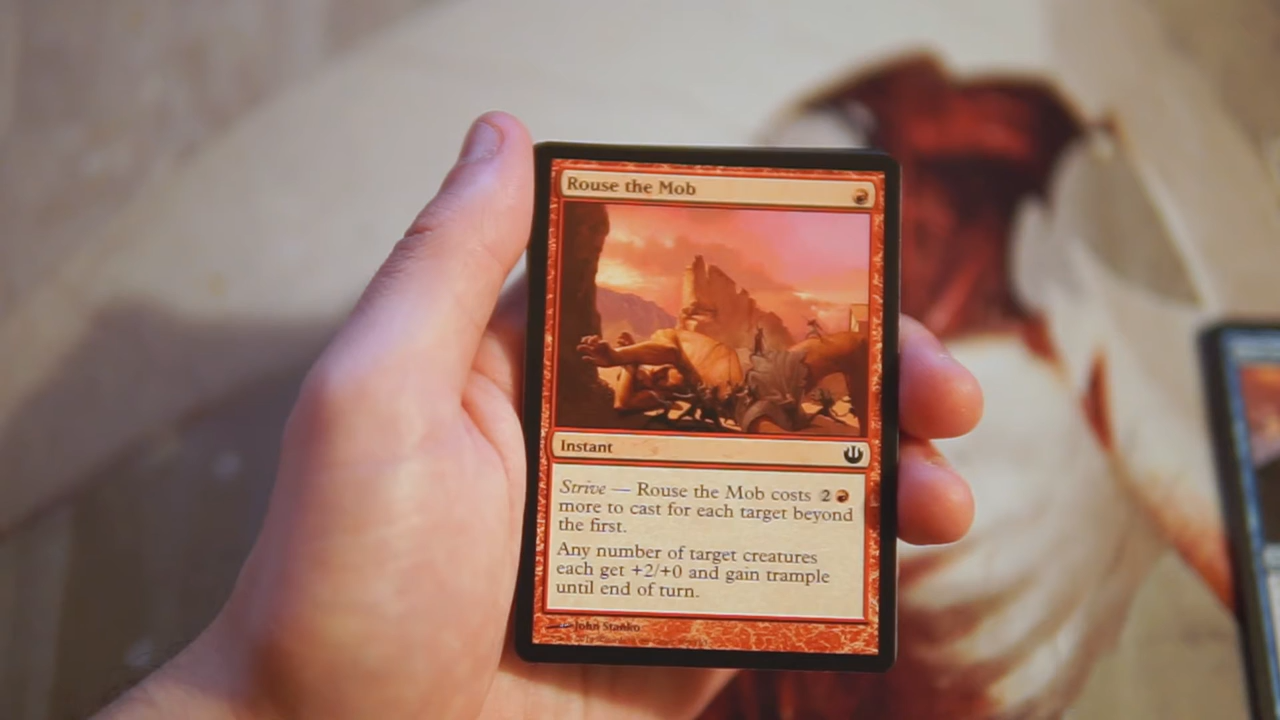 Rouse the Mob
Instant
Strive — Rouse the Mob costs 2
more to cast for each target beyond
the first.
Any number of target creatures
each get +2/+0 and gain trample
until end of turn.
John Stanko